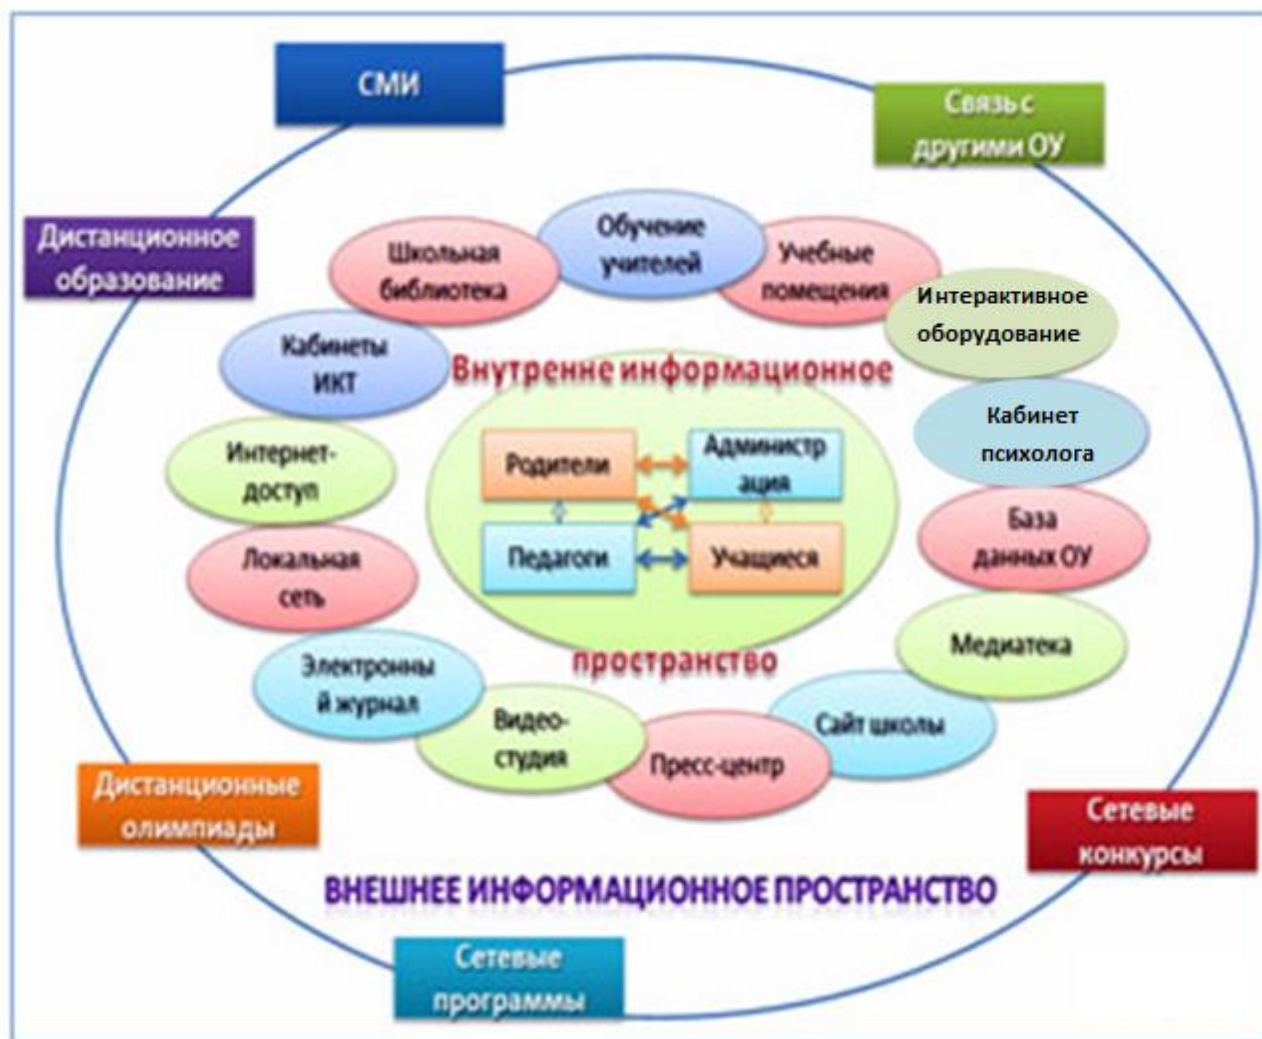 СМИ
Связь с
другими ОУ
Дистанционное
образование
Обучение
учителей
Школьная
библиотека
Учебные
помещения
Интерактивное
оборудование
Кабинеты
ИКТ
Внутренне информационное
Кабинет
психолога
Интернет-
доступ
Родители
Администр
ация
База
данных ОУ
Педагоги
Учащиеся
Локальная
сеть
Медиатека
пространство
Электронны
й журнал
Видео-
студия
Пресс-центр
Сайт школы
Дистанционные
олимпиады
Сетевые
конкурсы
ВНЕШНЕЕ ИНФОРМАЦИОННОЕ ПРОСТРАНСТВО
Сетевые
программы